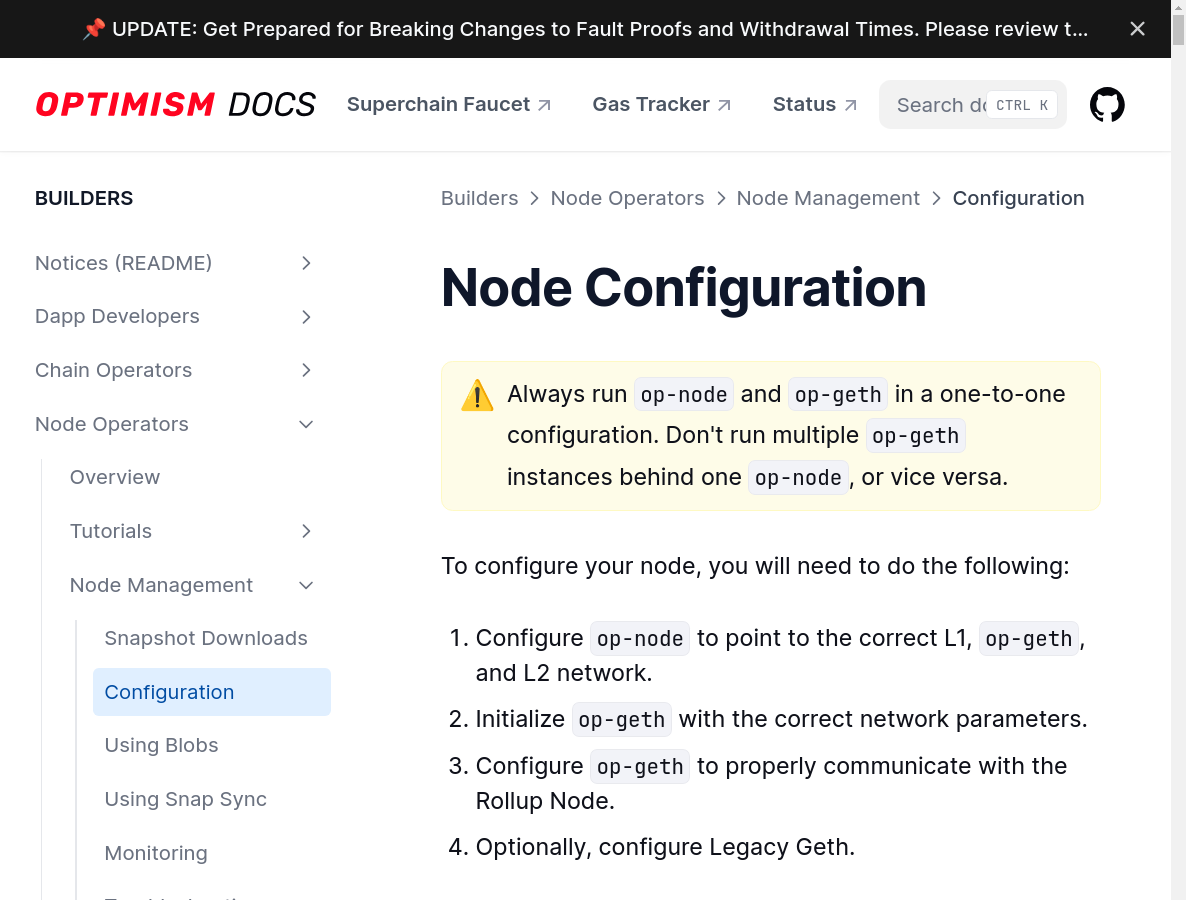 📌 UPDATE: Get Prepared for Breaking Changes to Fault Proofs and Withdrawal Times. Please review t...
OPTIMISM DOCS
Superchain Faucet
Gas Tracker
Status
Search do
CTRL K
BUILDERS
Notices (README)
Dapp Developers
Chain Operators
Node Operators
Overview
Tutorials
Node Management
Snapshot Downloads
Configuration
Using Blobs
Using Snap Sync
Monitoring
Builders > Node Operators > Node Management > Configuration
Node Configuration
⚠️ Always run op-node and op-geth in a one-to-one
configuration. Don't run multiple op-geth
instances behind one op-node, or vice versa.
To configure your node, you will need to do the following:
1. Configure op-node to point to the correct L1, op-geth,
and L2 network.
2. Initialize op-geth with the correct network parameters.
3. Configure op-geth to properly communicate with the
Rollup Node.
4. Optionally, configure Legacy Geth.